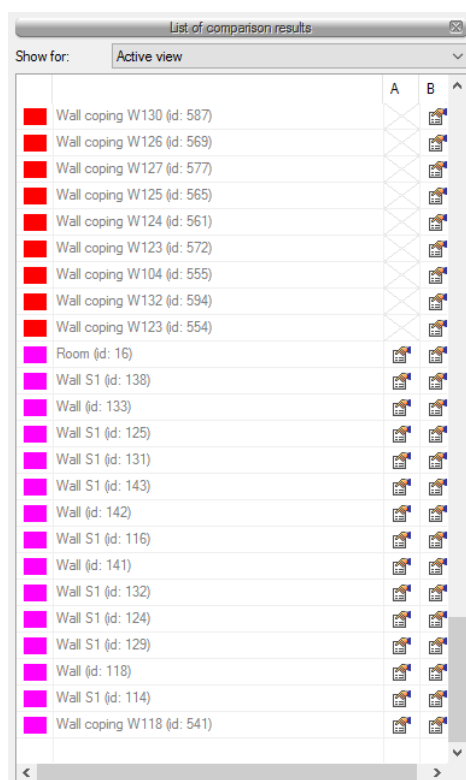 List of comparison results
Show for: Active view
A B
Wall coping W130 (id: 587)
Wall coping W126 (id: 569)
Wall coping W127 (id: 577)
Wall coping W125 (id: 565)
Wall coping W124 (id: 561)
Wall coping W123 (id: 572)
Wall coping W104 (id: 555)
Wall coping W132 (id: 594)
Wall coping W123 (id: 554)
Room (id: 16)
Wall S1 (id: 138)
Wall (id: 133)
Wall S1 (id: 125)
Wall S1 (id: 131)
Wall S1 (id: 143)
Wall (id: 142)
Wall S1 (id: 116)
Wall (id: 141)
Wall S1 (id: 132)
Wall S1 (id: 124)
Wall S1 (id: 129)
Wall (id: 118)
Wall S1 (id: 114)
Wall coping W118 (id: 541)